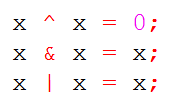 x ^ x = 0;
x & x = x;
x | x = x;